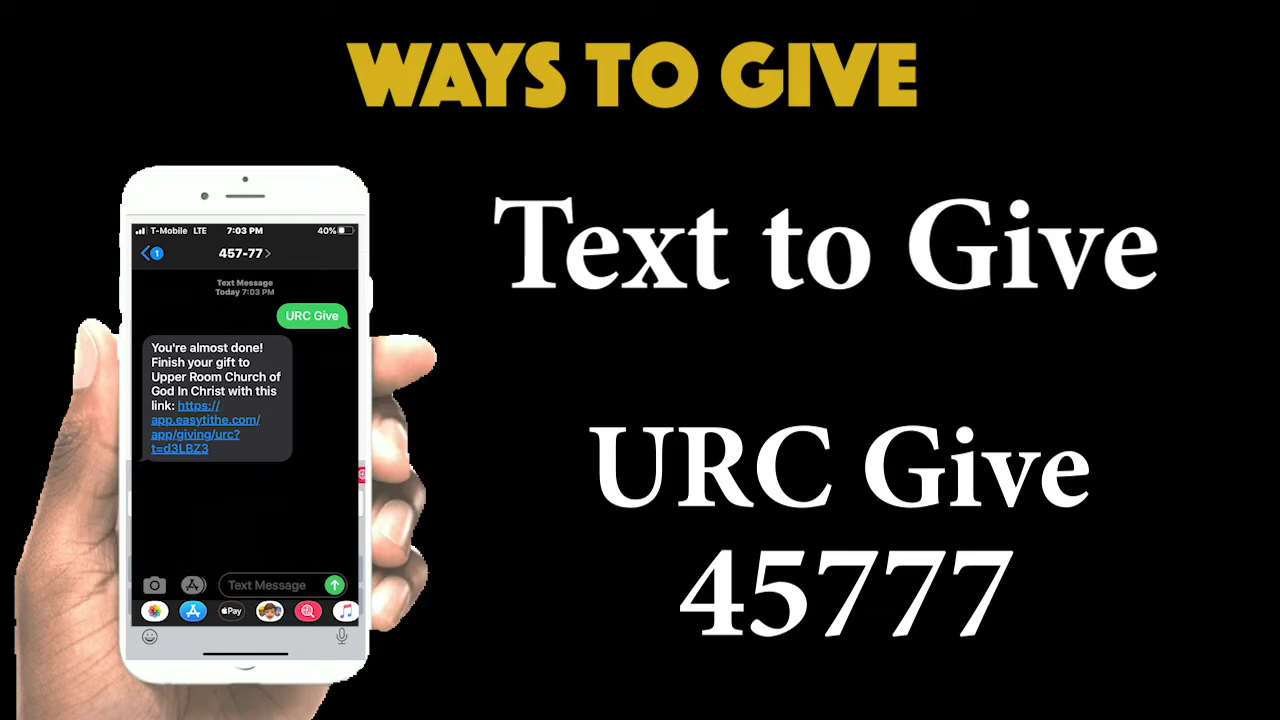 WAYS TO GIVE
Text to Give
URC Give
45777
T-Mobile LTE 7:03 PM 40%
1 457-77
Text Message
Today 7:03 PM
URC Give
You're almost done!
Finish your gift to
Upper Room Church of
God In Christ with this
link: https://
app.easytithe.com/
app/giving/urc?
t=d3LBZ3
Text Message
Pay